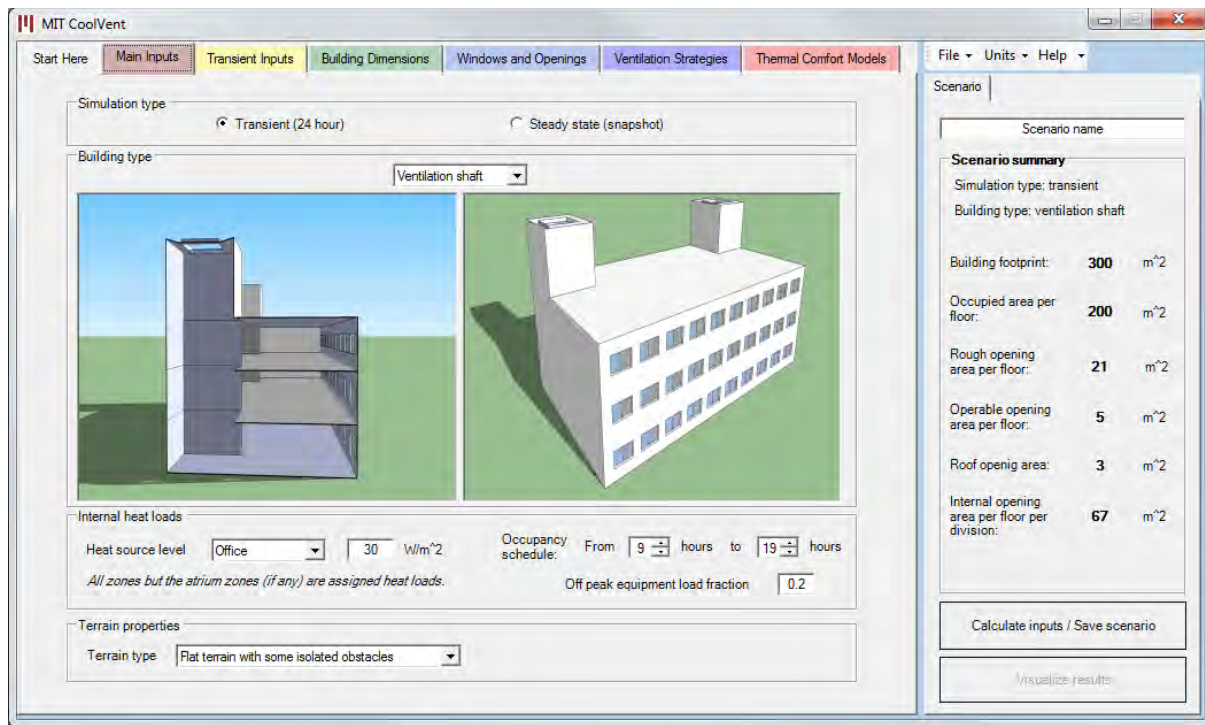 MIT CoolVent
Start Here
Main Inputs
Transient Inputs
Building Dimensions
Windows and Openings
Ventilation Strategies
Thermal Comfort Models
File
Units
Help
Simulation type
Transient (24 hour)
Steady state (snapshot)
Building type
Ventilation shaft
Internal heat loads
Heat source level
Office
30
W/m^2
Occupancy
schedule:
From
9
hours
to
19
hours
All zones but the atrium zones (if any) are assigned heat loads.
Off peak equipment load fraction
0.2
Terrain properties
Terrain type
Flat terrain with some isolated obstacles
Scenario
Scenario name
Scenario summary
Simulation type: transient
Building type: ventilation shaft
Building footprint: 300 m^2
Occupied area per
floor: 200 m^2
Rough opening
area per floor: 21 m^2
Operable opening
area per floor: 5 m^2
Roof openig area: 3 m^2
Internal opening
area per floor per 67 m^2
division:
Calculate inputs / Save scenario
Visualize results